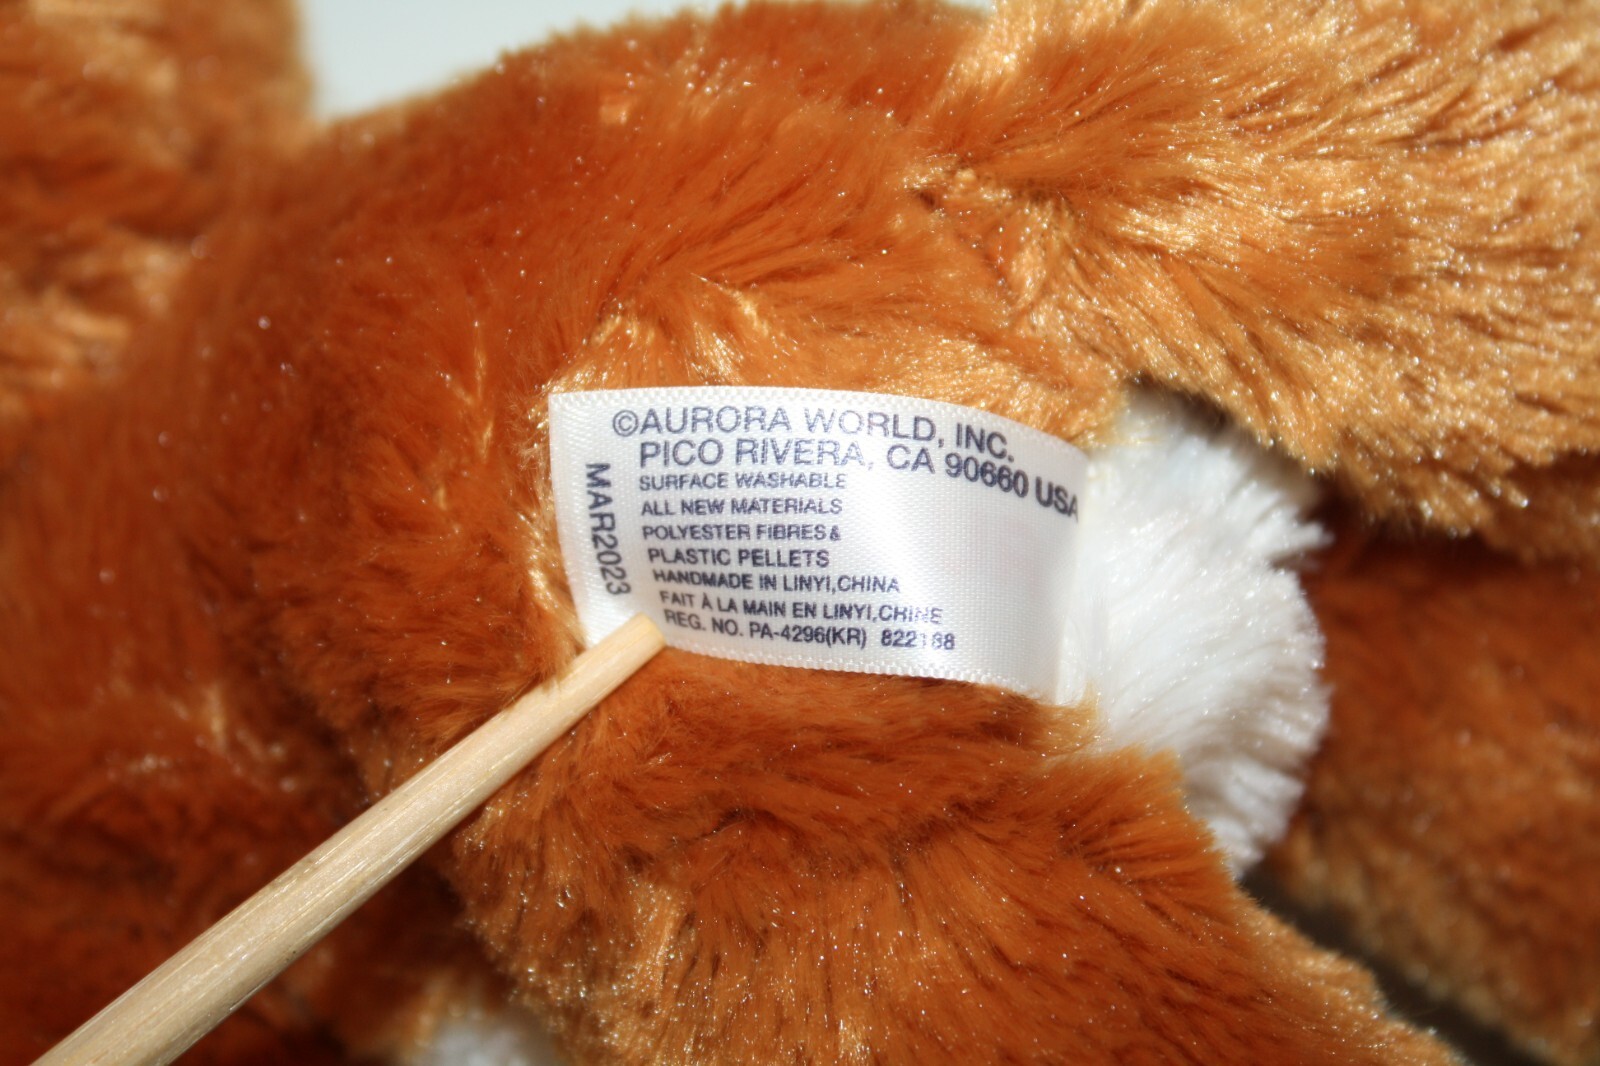 ©AURORA WORLD, INC.
PICO RIVERA, CA 90660 USA
SURFACE WASHABLE
ALL NEW MATERIALS
POLYESTER FIBRES&
PLASTIC PELLETS
HANDMADE IN LINYI,CHINA
FAIT À LA MAIN EN LINYI,CHINE
REG. NO. PA-4296(KR) 822188
MAR2023